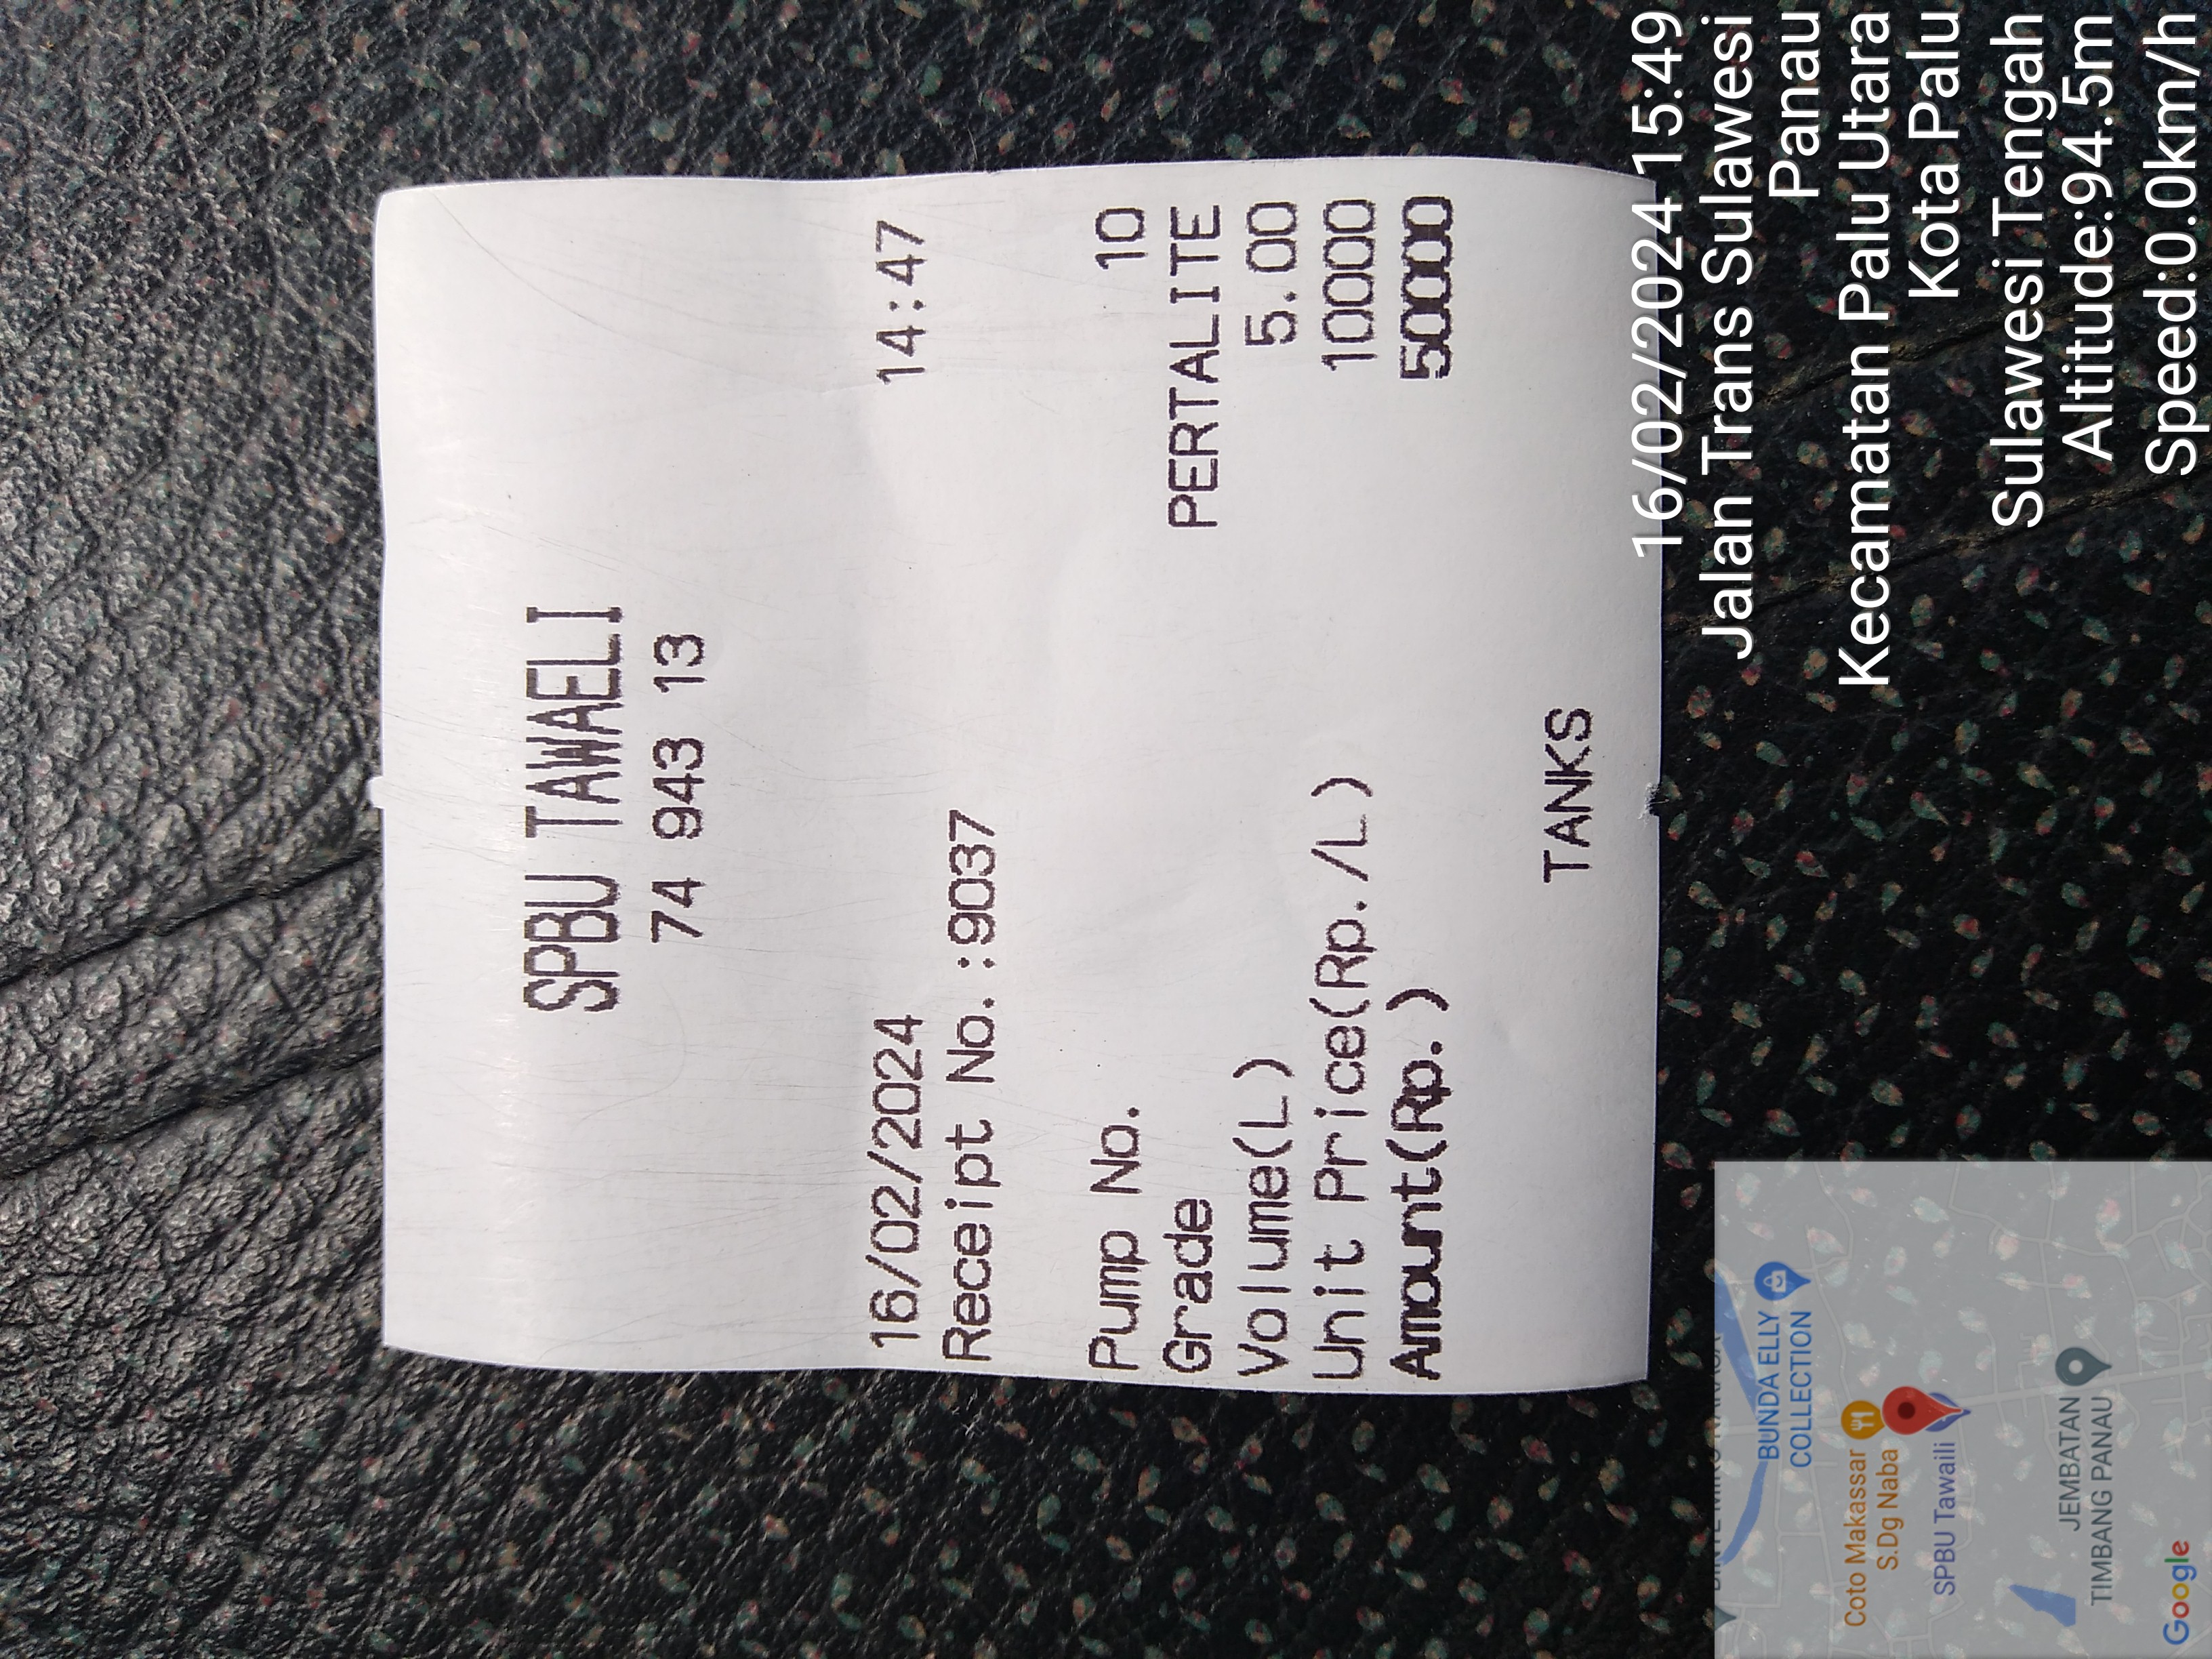 SPBU TAWAELI
74 943 13
16/02/2024 14:47
Receipt No.:9037
Pump No. 10
Grade PERTALITE
Volume(L) 5.00
Unit Price(Rp./L) 10000
Amount(Rp.) 50000
TANKS
16/02/2024 15:49
Jalan Trans Sulawesi
Panau
Kecamatan Palu Utara
Kota Palu
Sulawesi Tengah
Altitude:94.5m
Speed:0.0km/h
BUNDA ELLY
COLLECTION
Coto Makassar
S.Dg Naba
SPBU Tawaili
JEMBATAN
TIMBANG PANAU
Google